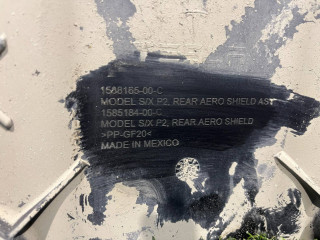 1568165-00-C
MODEL S/X P2, REAR AERO SHIELD ASY
1585184-00-C
MODEL S/X P2, REAR AERO SHIELD
>PP-GF20<
MADE IN MEXICO